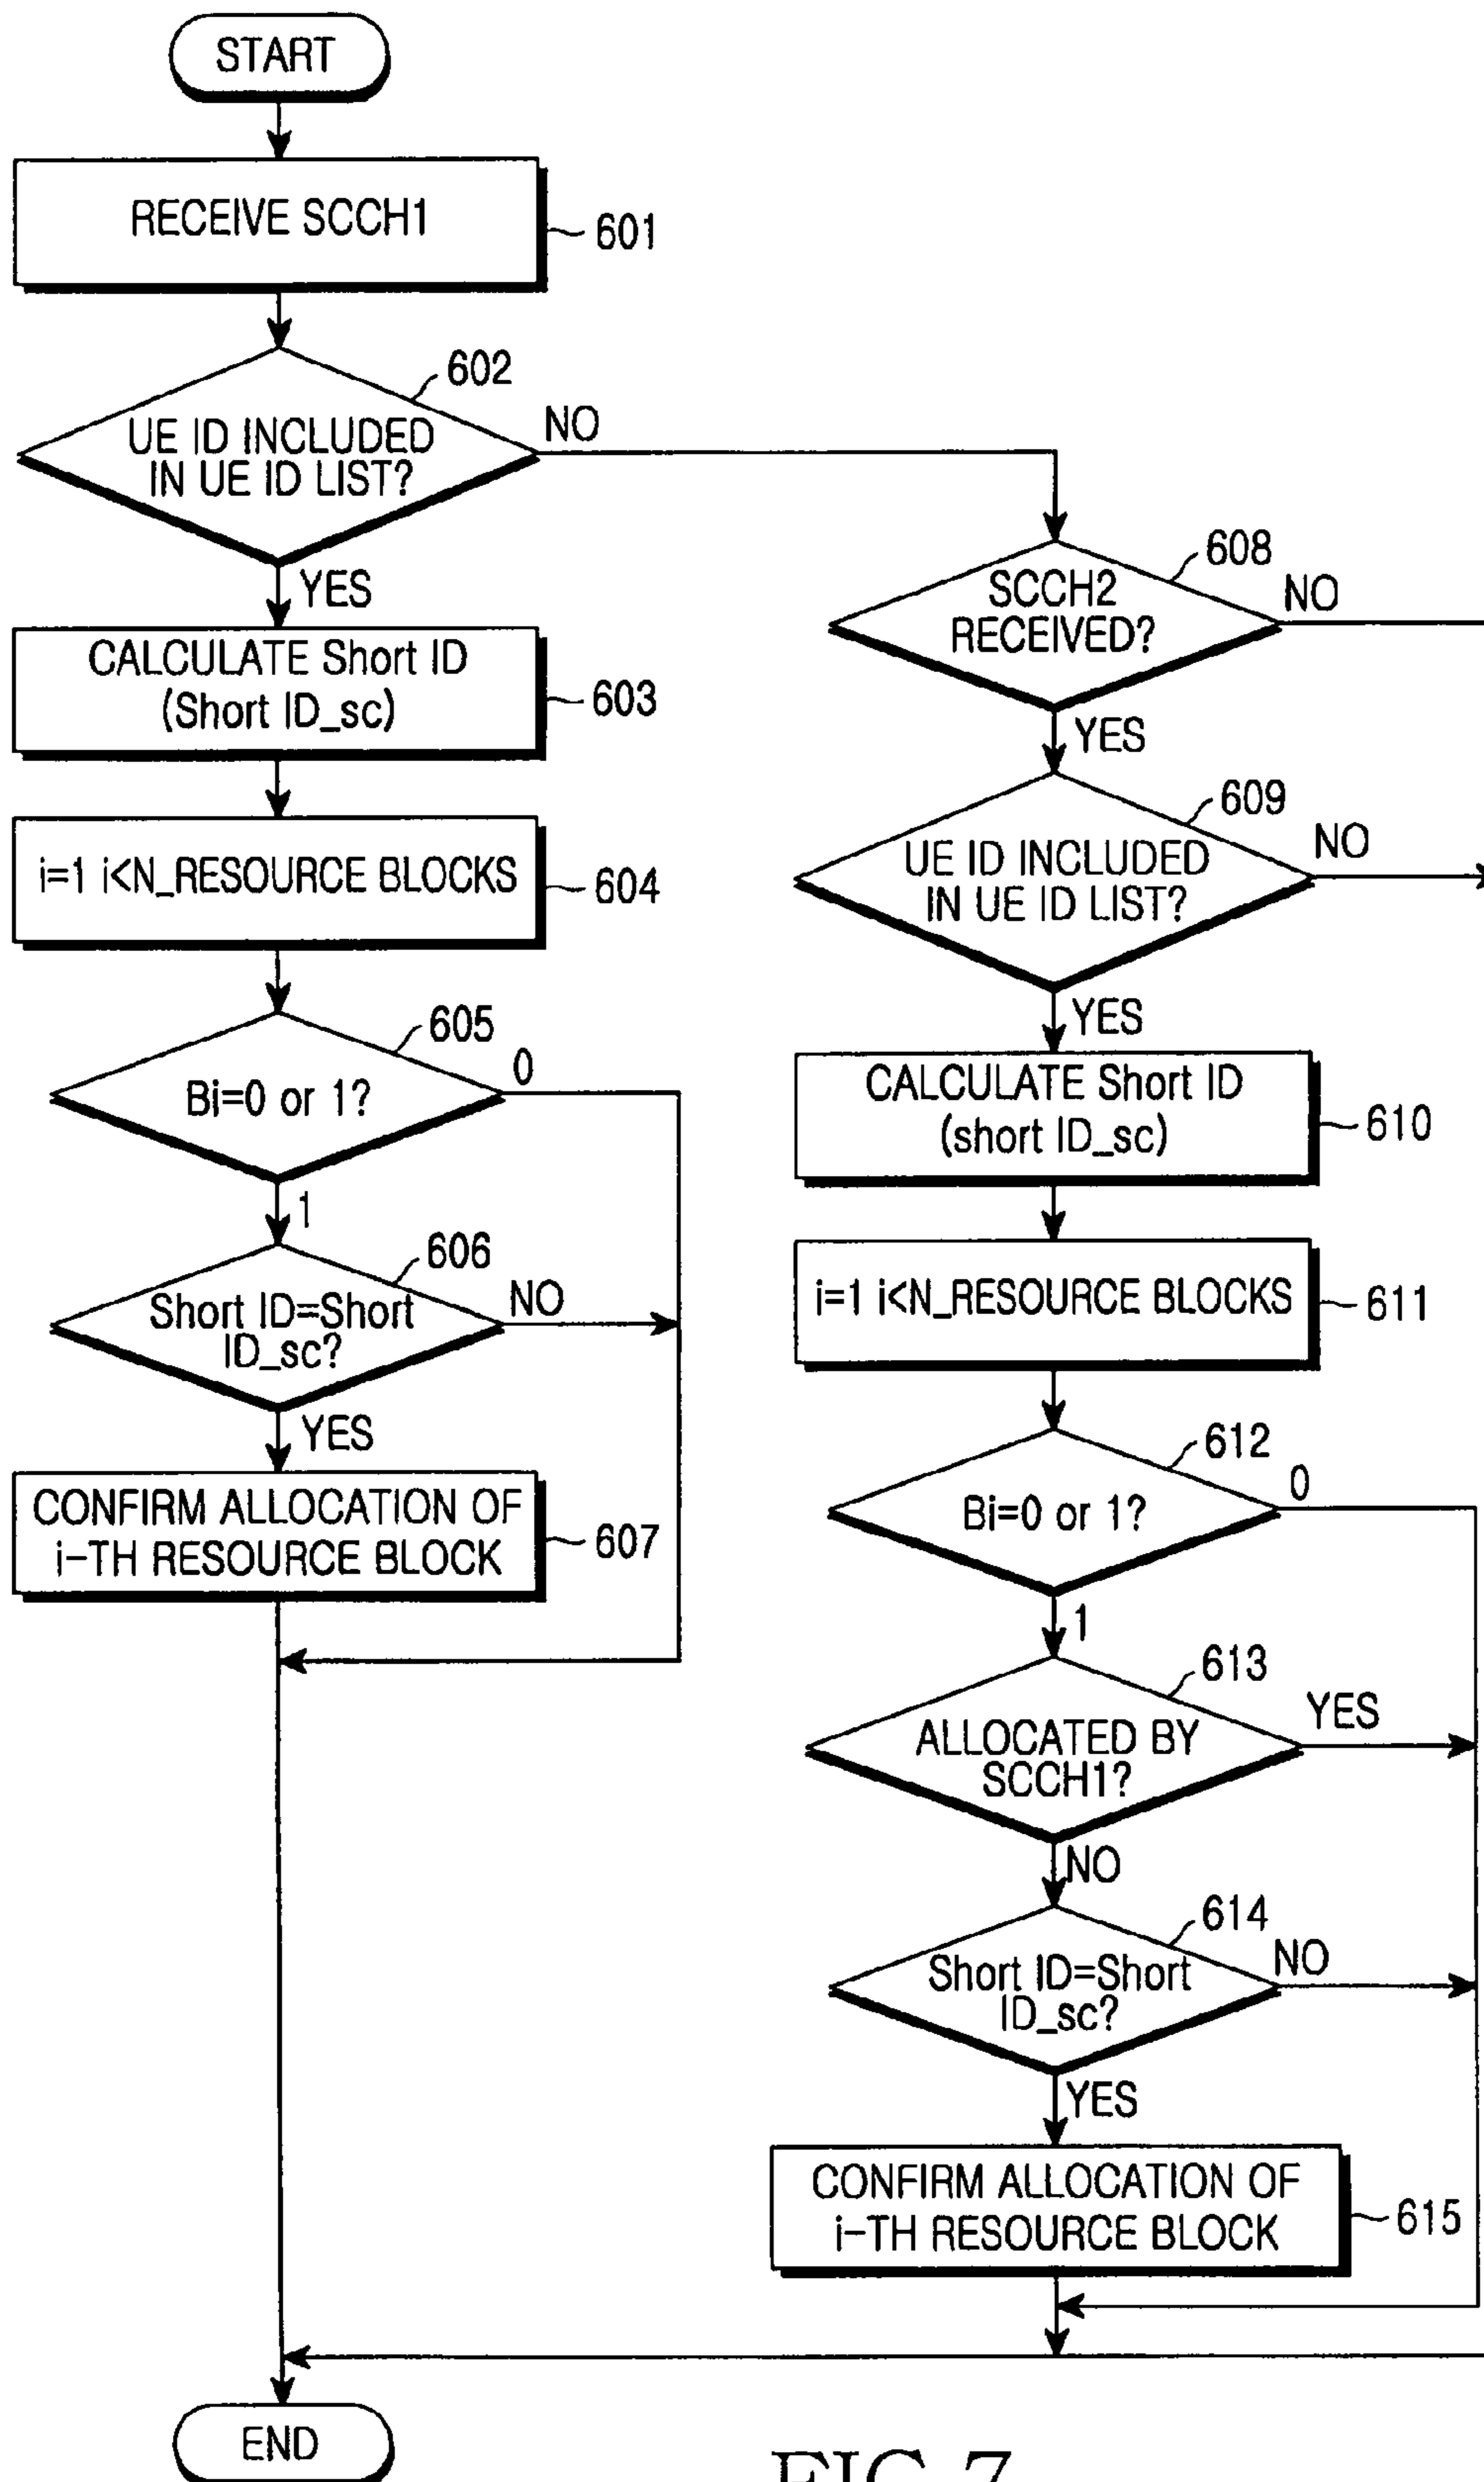 START
RECEIVE SCCH1
601
602
UE ID INCLUDED
IN UE ID LIST?
NO
YES
CALCULATE Short ID
(Short ID_sc)
603
i=1 i<N_RESOURCE BLOCKS
604
605
Bi=0 or 1?
0
1
606
Short ID=Short
ID_sc?
NO
YES
CONFIRM ALLOCATION OF
i-TH RESOURCE BLOCK
607
608
SCCH2
RECEIVED?
NO
YES
609
UE ID INCLUDED
IN UE ID LIST?
NO
YES
CALCULATE Short ID
(short ID_sc)
610
i=1 i<N_RESOURCE BLOCKS
611
612
Bi=0 or 1?
0
1
613
ALLOCATED BY
SCCH1?
YES
NO
614
Short ID=Short
ID_sc?
NO
YES
CONFIRM ALLOCATION OF
i-TH RESOURCE BLOCK
615
END
FIG.7